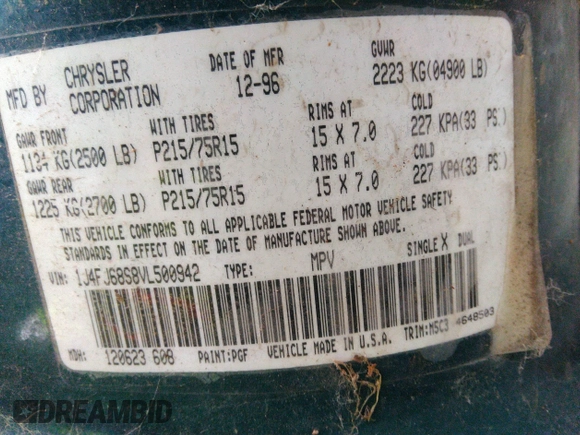 MFD BY CHRYSLER CORPORATION DATE OF MFR 12-96 GVWR 2223 KG(04900 LB)
GAWR FRONT WITH TIRES RIMS AT COLD
1134 KG(2500 LB) P215/75R15 15 X 7.0 227 KPA(33 PS.)
GAWR REAR WITH TIRES RIMS AT COLD
1225 KG(2700 LB) P215/75R15 15 X 7.0 227 KPA(33 PS.)
THIS VEHICLE CONFORMS TO ALL APPLICABLE FEDERAL MOTOR VEHICLE SAFETY
STANDARDS IN EFFECT ON THE DATE OF MANUFACTURE SHOWN ABOVE.
VIN: 1J4FJ68S8VL500942 TYPE: MPV SINGLE X DUAL
MDH: 120623 608 PAINT:PGF VEHICLE MADE IN U.S.A. TRIM:MSC3 4648503
DREAMBID